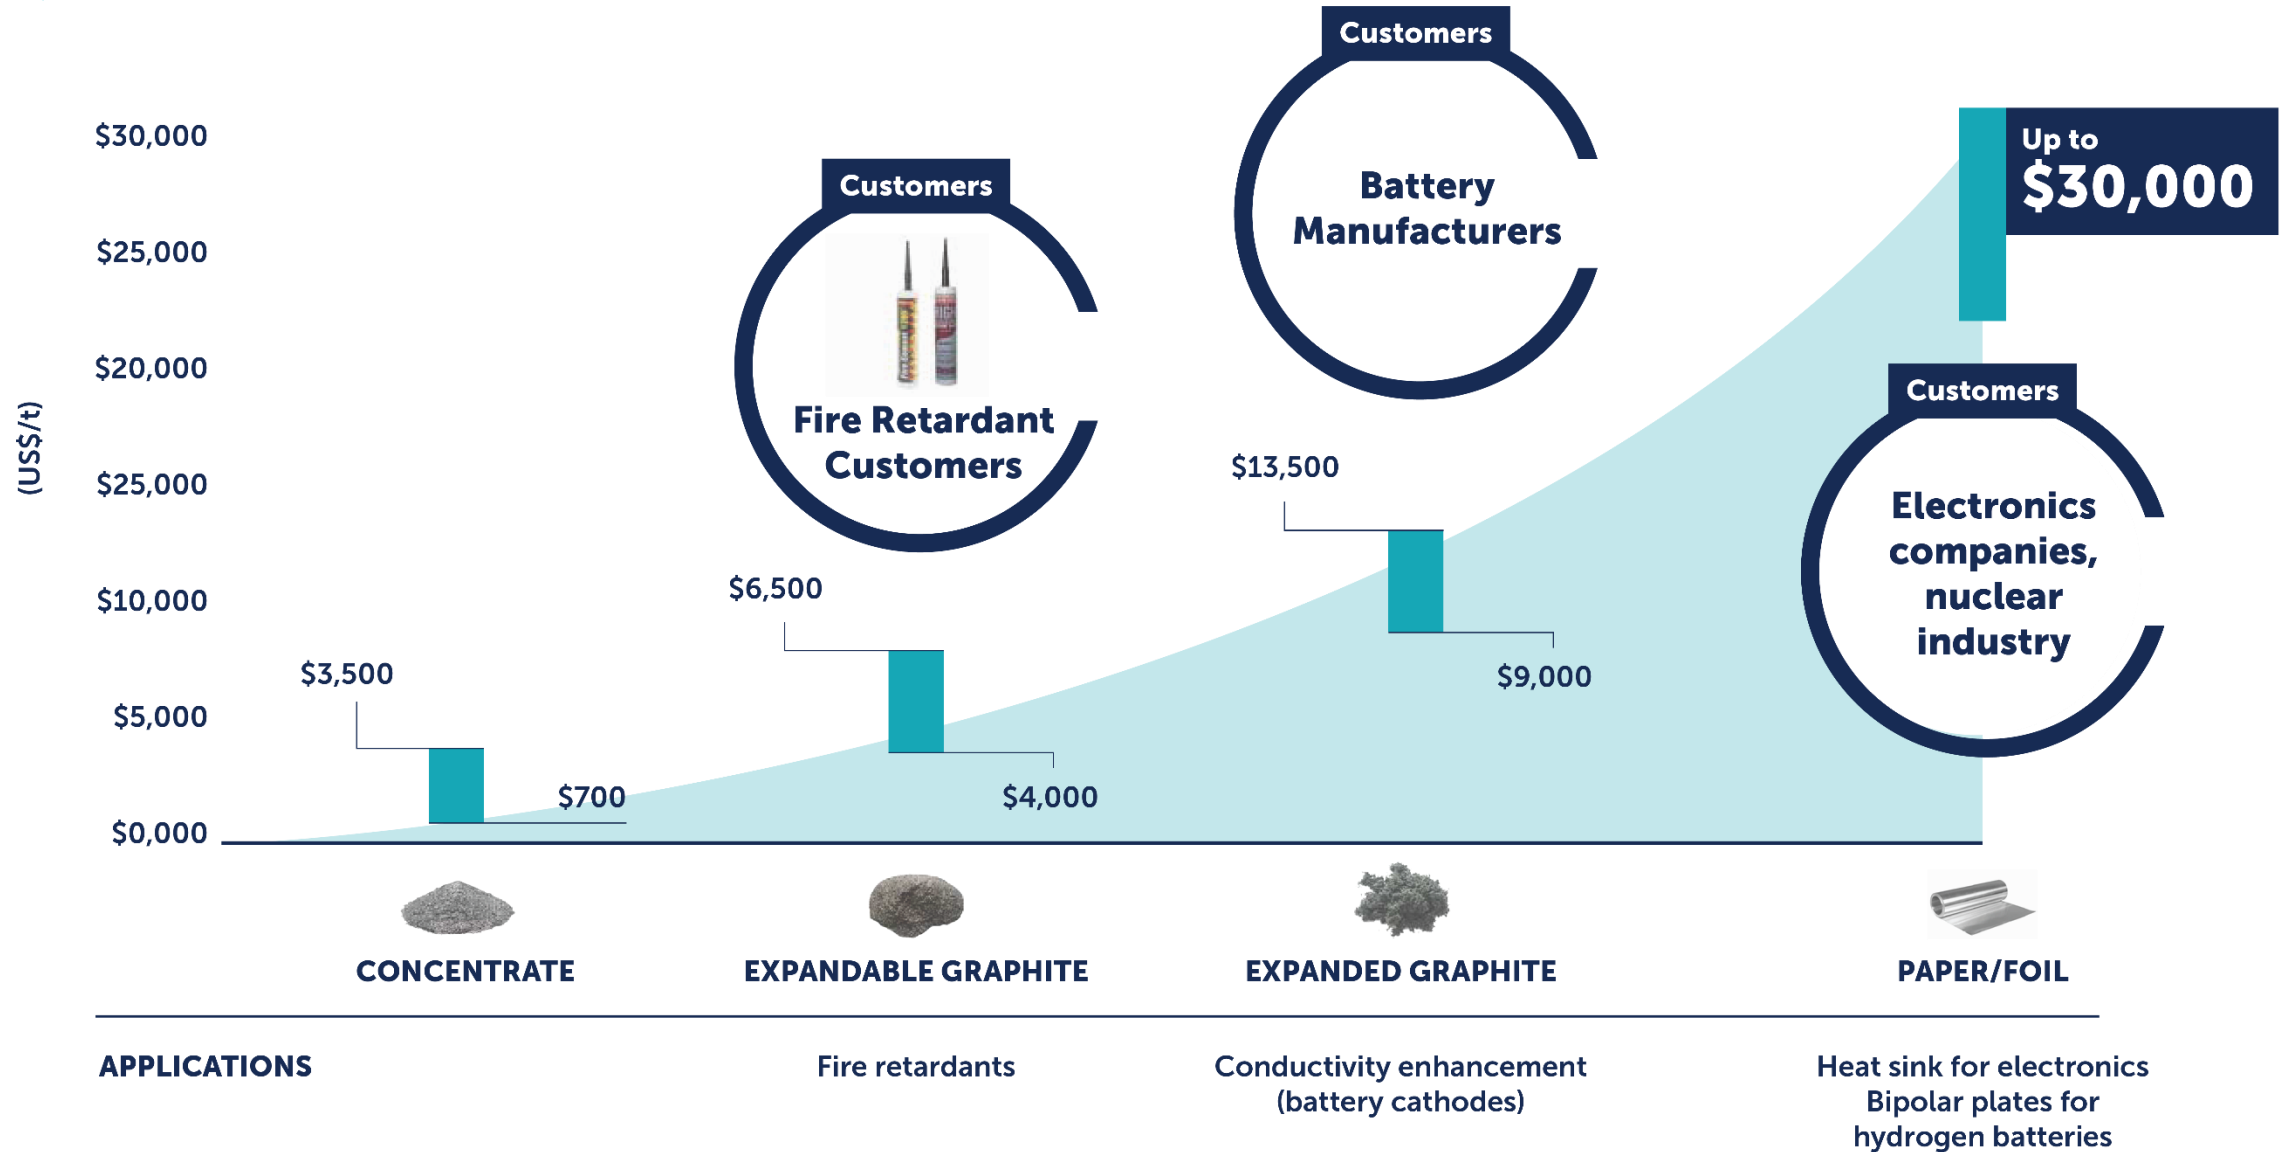 Customers
Battery
Manufacturers
Customers
Fire Retardant
Customers
Up to
$30,000
Customers
Electronics
companies,
nuclear
industry
(US$/t)
$30,000
$25,000
$20,000
$25,000
$10,000
$5,000
$0,000
$3,500
$700
$6,500
$4,000
$13,500
$9,000
CONCENTRATE
EXPANDABLE GRAPHITE
EXPANDED GRAPHITE
PAPER/FOIL
APPLICATIONS
Fire retardants
Conductivity enhancement
(battery cathodes)
Heat sink for electronics
Bipolar plates for
hydrogen batteries